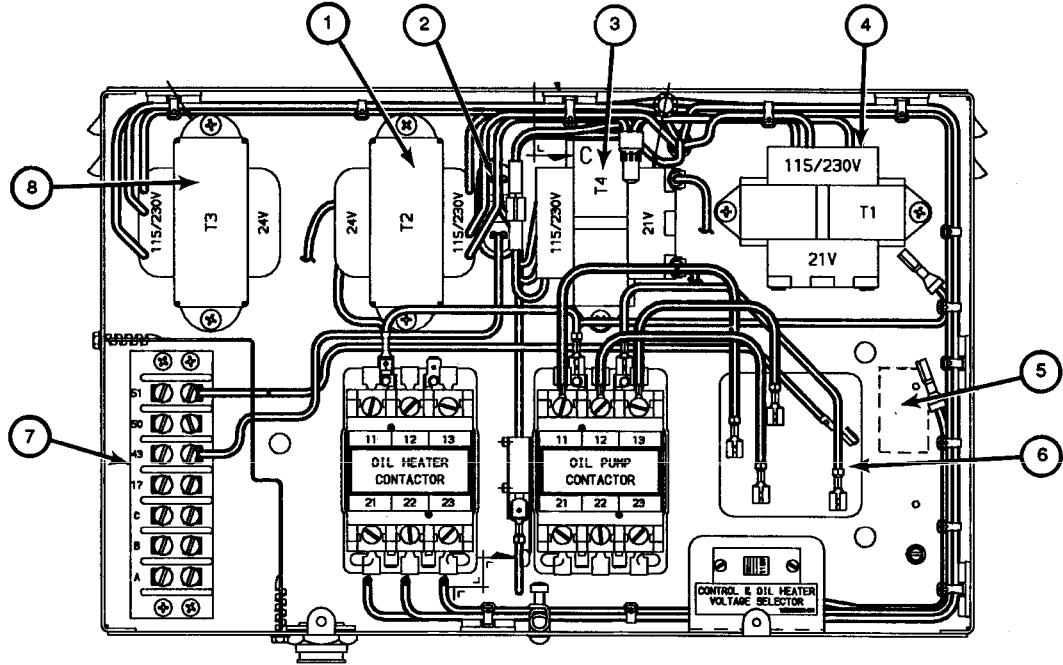 1
2
3
4
8
115/230V
T3
24V
24V
T2
115/230V
C
T4
115/230V
21V
115/230V
T1
21V
5
6
7
51
50
43
17
C
B
A
11 12 13
OIL HEATER
CONTACTOR
21 22 23
11 12 13
OIL PUMP
CONTACTOR
21 22 23
CONTROL & OIL HEATER
VOLTAGE SELECTOR